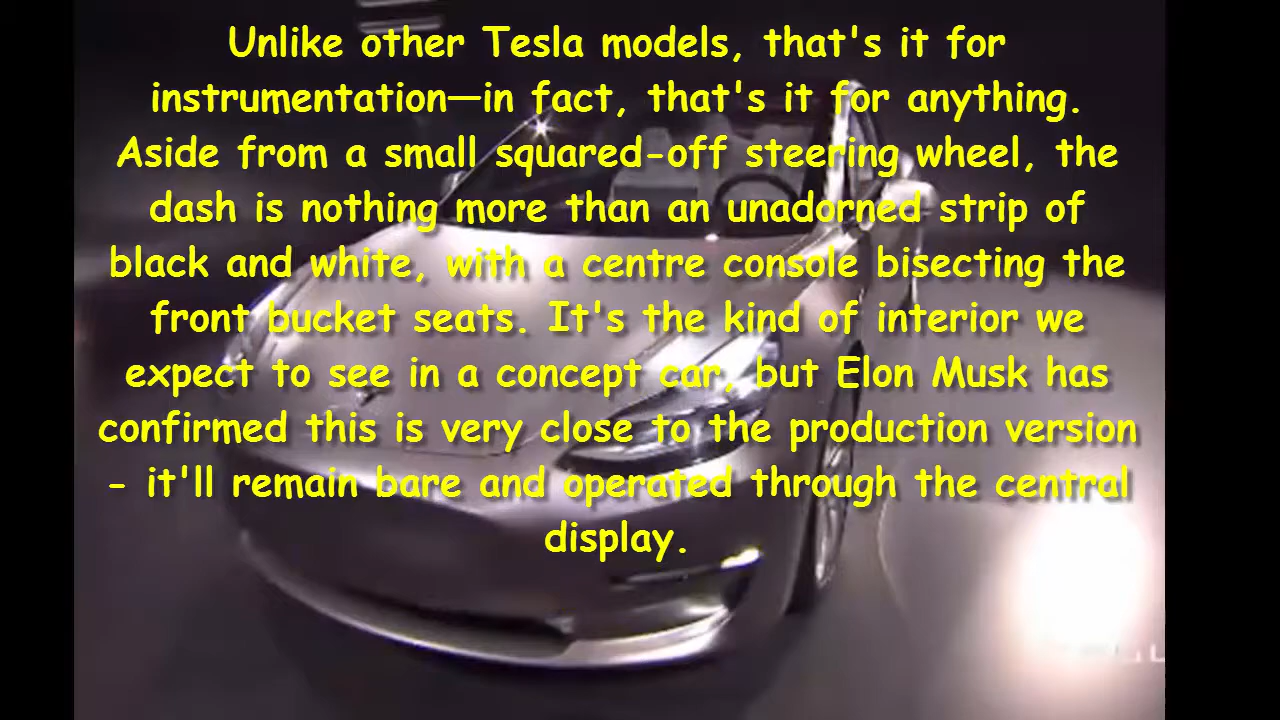 Unlike other Tesla models, that's it for
instrumentation—in fact, that's it for anything.
Aside from a small squared-off steering wheel, the
dash is nothing more than an unadorned strip of
black and white, with a centre console bisecting the
front bucket seats. It's the kind of interior we
expect to see in a concept car, but Elon Musk has
confirmed this is very close to the production version
- it'll remain bare and operated through the central
display.